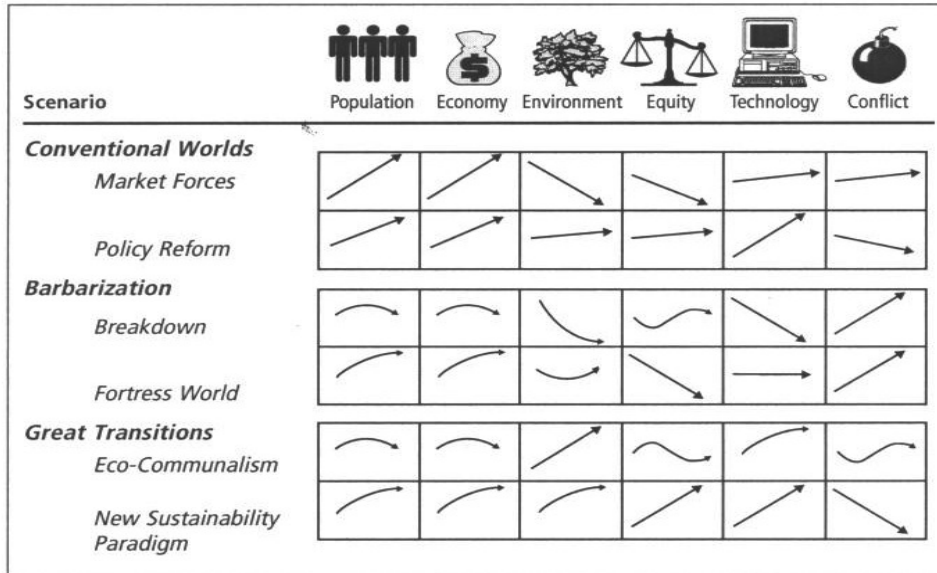 Scenario Population Economy Environment Equity Technology Conflict
Conventional Worlds
Market Forces
Policy Reform
Barbarization
Breakdown
Fortress World
Great Transitions
Eco-Communalism
New Sustainability
Paradigm